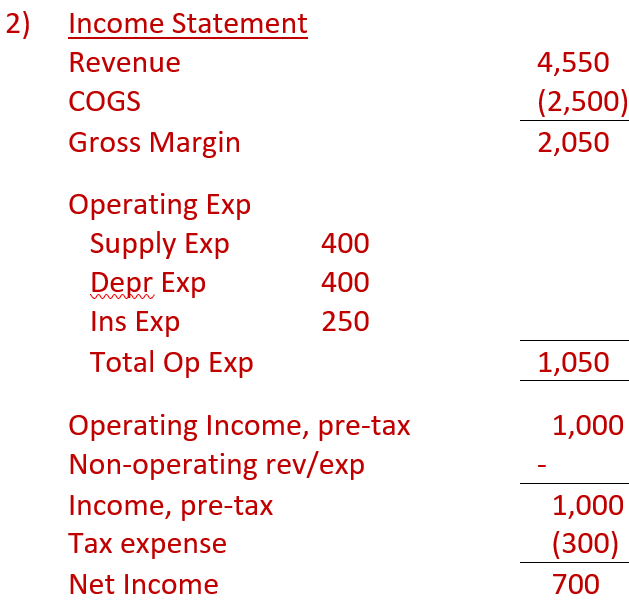 2) Income Statement
Revenue 4,550
COGS (2,500)
Gross Margin 2,050
Operating Exp
Supply Exp 400
Depr Exp 400
Ins Exp 250
Total Op Exp 1,050
Operating Income, pre-tax 1,000
Non-operating rev/exp -
Income, pre-tax 1,000
Tax expense (300)
Net Income 700